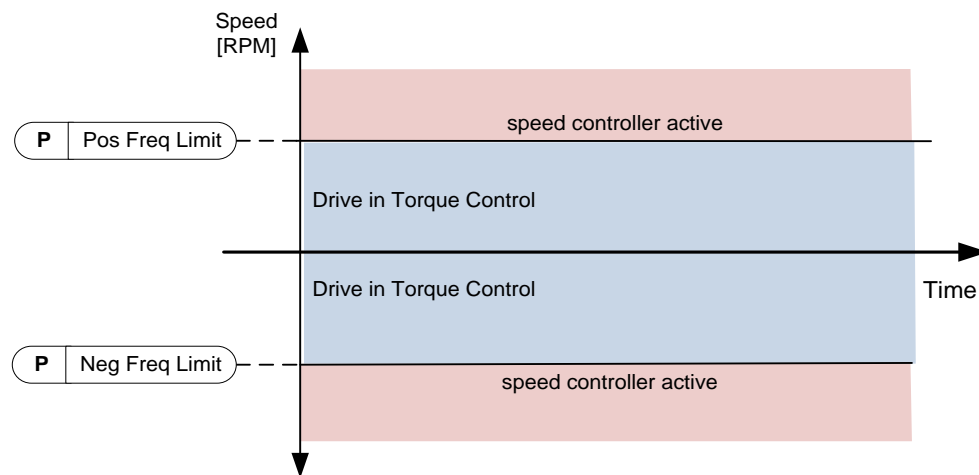 Speed
[RPM]
speed controller active
P Pos Freq Limit
Drive in Torque Control
Drive in Torque Control
Time
P Neg Freq Limit
speed controller active